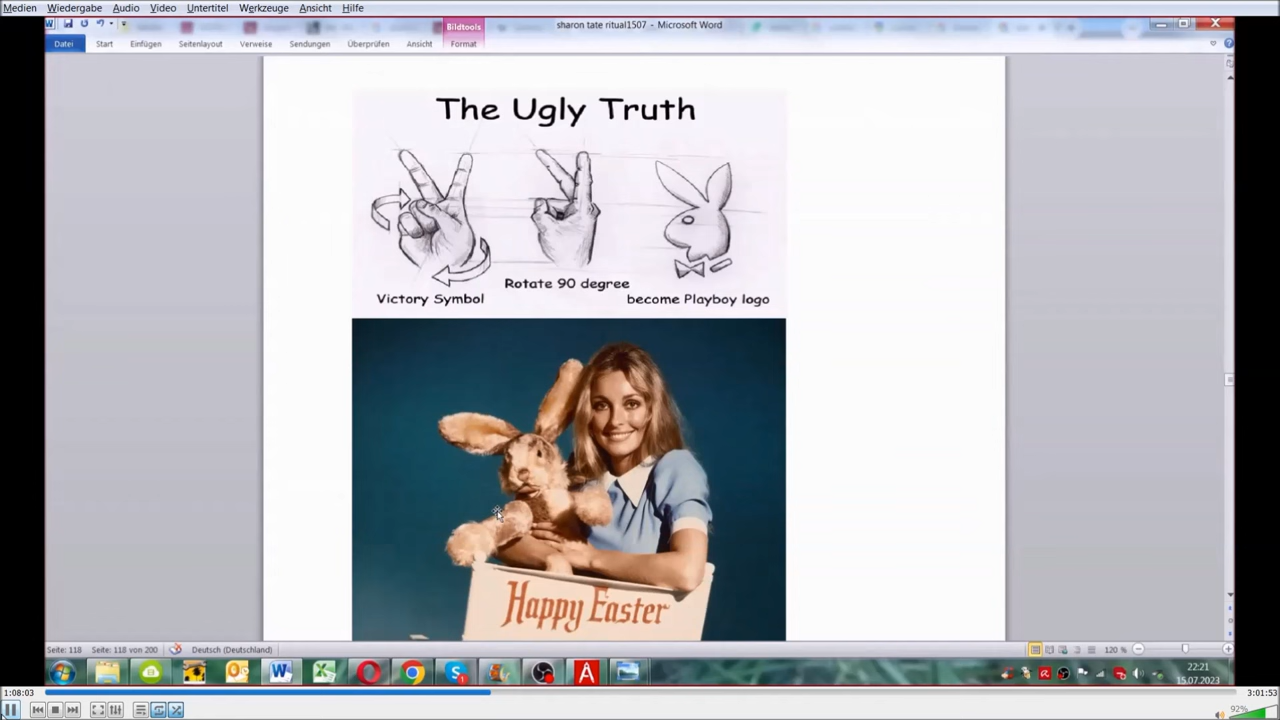 Medien Wiedergabe Audio Video Untertitel Werkzeuge Ansicht Hilfe
sharon tate ritual1507 - Microsoft Word
Bildtools
Datei Start Einfügen Seitenlayout Verweise Sendungen Überprüfen Ansicht Format
The Ugly Truth
Rotate 90 degree
Victory Symbol
become Playboy logo
Happy Easter
Seite: 118 Seite: 118 von 200 Deutsch (Deutschland) 120 %
22:21
15.07.2023
1:08:03 3:01:53
92%